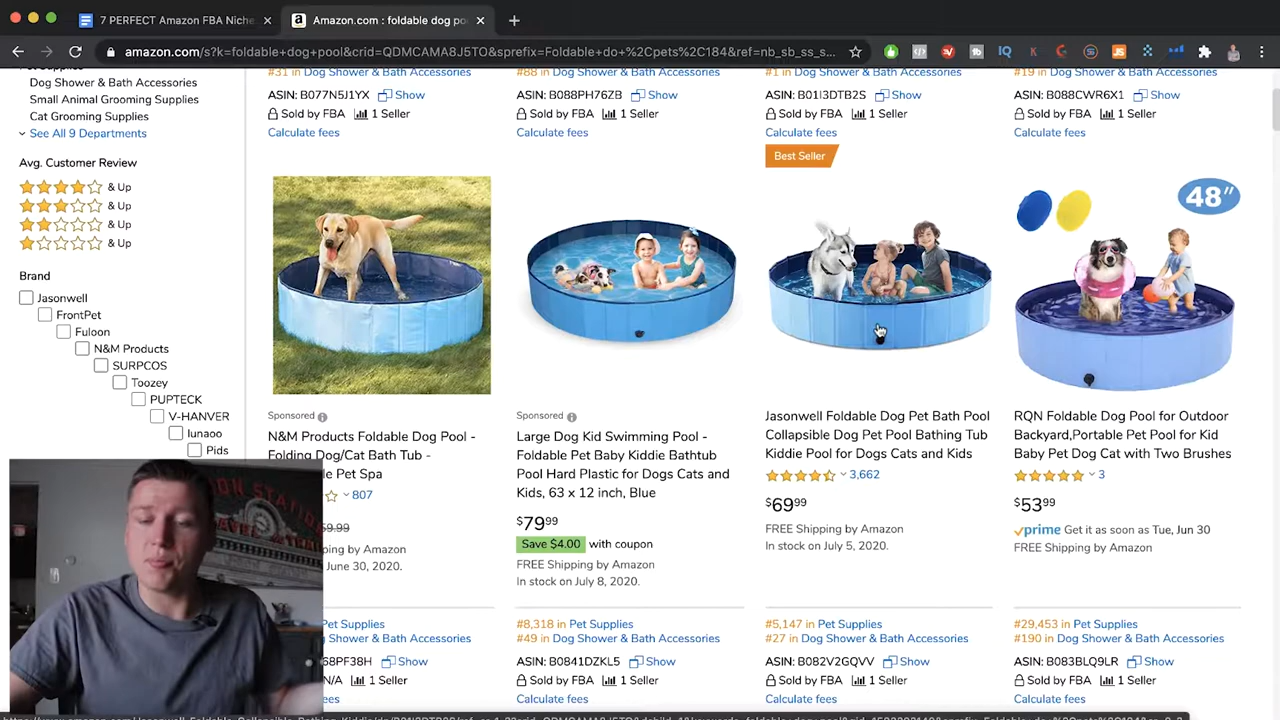 7 PERFECT Amazon FBA Niche
Amazon.com : foldable dog poo
amazon.com/s?k=foldable+dog+pool&crid=QDMCAMA8J5TO&sprefix=Foldable+do+%2Cpets%2C184&ref=nb_sb_ss_s...
Dog Shower & Bath Accessories
Small Animal Grooming Supplies
Cat Grooming Supplies
See All 9 Departments
Avg. Customer Review
& Up
& Up
& Up
& Up
Brand
Jasonwell
FrontPet
Fuloon
N&M Products
SURPCOS
Toozey
PUPTECK
V-HANVER
lunaoo
Pids
#31 in Dog Shower & Bath Accessories
ASIN: B077N5J1YX Show
Sold by FBA 1 Seller
Calculate fees
#88 in Dog Shower & Bath Accessories
ASIN: B088PH76ZB Show
Sold by FBA 1 Seller
Calculate fees
#1 in Dog Shower & Bath Accessories
ASIN: B01I3DTB2S Show
Sold by FBA 1 Seller
Calculate fees
Best Seller
#19 in Dog Shower & Bath Accessories
ASIN: B088CWR6X1 Show
Sold by FBA 1 Seller
Calculate fees
48"
Sponsored
N&M Products Foldable Dog Pool -
Folding Dog/Cat Bath Tub -
le Pet Spa
807
59.99
ping by Amazon
June 30, 2020.
Sponsored
Large Dog Kid Swimming Pool -
Foldable Pet Baby Kiddie Bathtub
Pool Hard Plastic for Dogs Cats and
Kids, 63 x 12 inch, Blue
$7999
Save $4.00 with coupon
FREE Shipping by Amazon
In stock on July 8, 2020.
Jasonwell Foldable Dog Pet Bath Pool
Collapsible Dog Pet Pool Bathing Tub
Kiddie Pool for Dogs Cats and Kids
3,662
$6999
FREE Shipping by Amazon
In stock on July 5, 2020.
RQN Foldable Dog Pool for Outdoor
Backyard,Portable Pet Pool for Kid
Baby Pet Dog Cat with Two Brushes
3
$5399
prime Get it as soon as Tue, Jun 30
FREE Shipping by Amazon
Pet Supplies
g Shower & Bath Accessories
68PF38H Show
N/A 1 Seller
ees
#8,318 in Pet Supplies
#49 in Dog Shower & Bath Accessories
ASIN: B0841DZKL5 Show
Sold by FBA 1 Seller
Calculate fees
#5,147 in Pet Supplies
#27 in Dog Shower & Bath Accessories
ASIN: B082V2GQVV Show
Sold by FBA 1 Seller
Calculate fees
#29,453 in Pet Supplies
#190 in Dog Shower & Bath Accessories
ASIN: B083BLQ9LR Show
Sold by FBA 1 Seller
Calculate fees